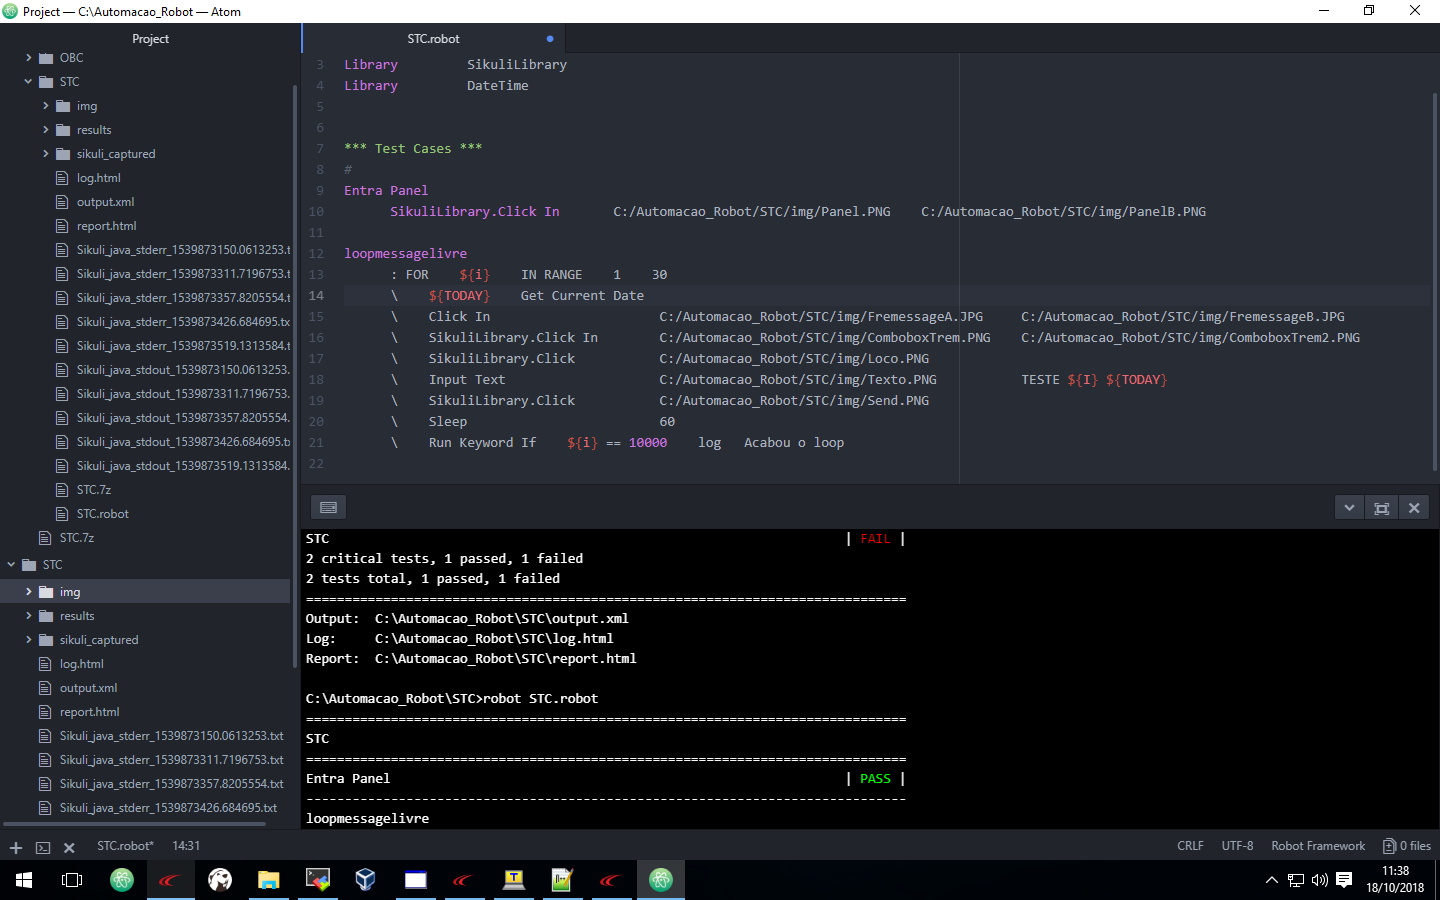 Project — C:\Automacao_Robot — Atom
Project
OBC
STC
img
results
sikuli_captured
log.html
output.xml
report.html
Sikuli_java_stderr_1539873150.0613253.t
Sikuli_java_stderr_1539873311.7196753.t
Sikuli_java_stderr_1539873357.8205554.t
Sikuli_java_stderr_1539873426.684695.tx
Sikuli_java_stderr_1539873519.1313584.t
Sikuli_java_stdout_1539873150.0613253.
Sikuli_java_stdout_1539873311.7196753.
Sikuli_java_stdout_1539873357.8205554.
Sikuli_java_stdout_1539873426.684695.t
Sikuli_java_stdout_1539873519.1313584.
STC.7z
STC.robot
STC.7z
STC
img
results
sikuli_captured
log.html
output.xml
report.html
Sikuli_java_stderr_1539873150.0613253.txt
Sikuli_java_stderr_1539873311.7196753.txt
Sikuli_java_stderr_1539873357.8205554.txt
Sikuli_java_stderr_1539873426.684695.txt
STC.robot
3 Library SikuliLibrary
4 Library DateTime
5
6
7 *** Test Cases ***
8 #
9 Entra Panel
10 SikuliLibrary.Click In C:/Automacao_Robot/STC/img/Panel.PNG C:/Automacao_Robot/STC/img/PanelB.PNG
11
12 loopmessagelivre
13 : FOR ${i} IN RANGE 1 30
14 \ ${TODAY} Get Current Date
15 \ Click In C:/Automacao_Robot/STC/img/FremessageA.JPG C:/Automacao_Robot/STC/img/FremessageB.JPG
16 \ SikuliLibrary.Click In C:/Automacao_Robot/STC/img/ComboboxTrem.PNG C:/Automacao_Robot/STC/img/ComboboxTrem2.PNG
17 \ SikuliLibrary.Click C:/Automacao_Robot/STC/img/Loco.PNG
18 \ Input Text C:/Automacao_Robot/STC/img/Texto.PNG TESTE ${I} ${TODAY}
19 \ SikuliLibrary.Click C:/Automacao_Robot/STC/img/Send.PNG
20 \ Sleep 60
21 \ Run Keyword If ${i} == 10000 log Acabou o loop
22
STC | FAIL |
2 critical tests, 1 passed, 1 failed
2 tests total, 1 passed, 1 failed
==============================================================================
Output: C:\Automacao_Robot\STC\output.xml
Log: C:\Automacao_Robot\STC\log.html
Report: C:\Automacao_Robot\STC\report.html
C:\Automacao_Robot\STC>robot STC.robot
==============================================================================
STC
==============================================================================
Entra Panel | PASS |
------------------------------------------------------------------------------
loopmessagelivre
STC.robot* 14:31 CRLF UTF-8 Robot Framework 0 files
11:38
18/10/2018